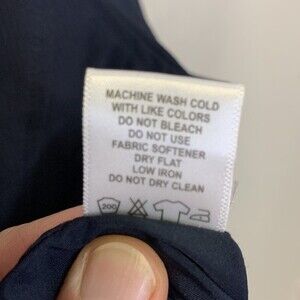 MACHINE WASH COLD
WITH LIKE COLORS
DO NOT BLEACH
DO NOT USE
FABRIC SOFTENER
DRY FLAT
LOW IRON
DO NOT DRY CLEAN
200